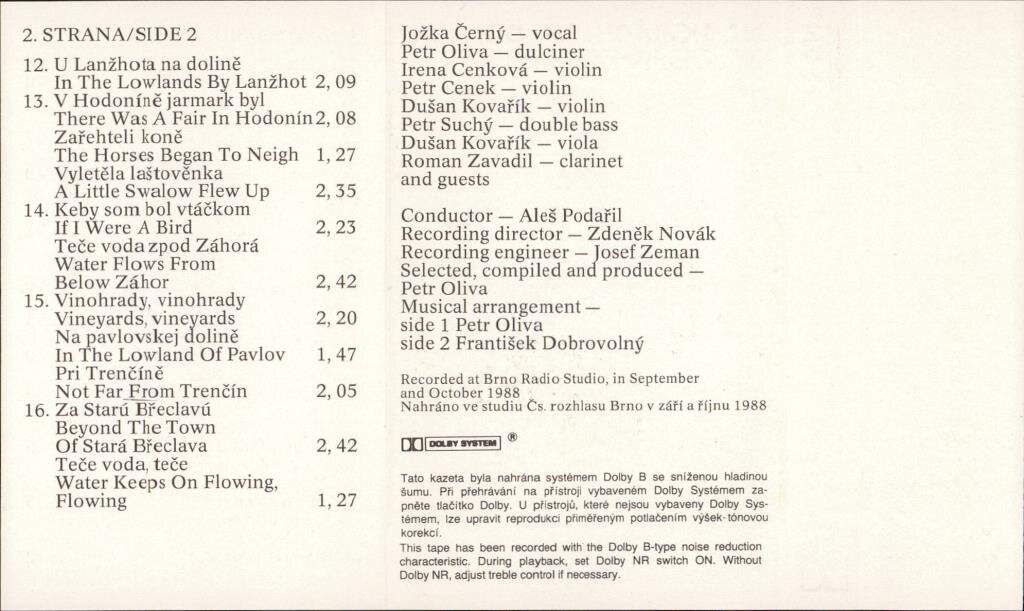 2. STRANA/SIDE 2
12. U Lanžhota na dolině
In The Lowlands By Lanžhot 2,09
13. V Hodoníně jarmark byl
There Was A Fair In Hodonín 2,08
Zařehteli koně
The Horses Began To Neigh 1,27
Vyletěla laštověnka
A Little Swalow Flew Up 2,35
14. Keby som bol vtáčkom
If I Were A Bird 2,23
Teče voda zpod Záhorá
Water Flows From
Below Záhor 2,42
15. Vinohrady, vinohrady
Vineyards, vineyards 2,20
Na pavlovskej dolině
In The Lowland Of Pavlov 1,47
Pri Trenčíně
Not Far From Trenčín 2,05
16. Za Starú Břeclavú
Beyond The Town
Of Stará Břeclava 2,42
Teče voda, teče
Water Keeps On Flowing,
Flowing 1,27
Jožka Černý — vocal
Petr Oliva — dulciner
Irena Cenková — violin
Petr Cenek — violin
Dušan Kovařík — violin
Petr Suchý — double bass
Dušan Kovařík — viola
Roman Zavadil — clarinet
and guests
Conductor — Aleš Podařil
Recording director — Zdeněk Novák
Recording engineer — Josef Zeman
Selected, compiled and produced —
Petr Oliva
Musical arrangement —
side 1 Petr Oliva
side 2 František Dobrovolný
Recorded at Brno Radio Studio, in September
and October 1988
Nahráno ve studiu Čs. rozhlasu Brno v září a říjnu 1988
DOLBY SYSTEM ®
Tato kazeta byla nahrána systémem Dolby B se sníženou hladinou
šumu. Při přehrávání na přístroji vybaveném Dolby Systémem za-
pněte tlačítko Dolby. U přístrojů, které nejsou vybaveny Dolby Sys-
témem, lze upravit reprodukci přiměřeným potlačením výšek-tónovou
korekcí.
This tape has been recorded with the Dolby B-type noise reduction
characteristic. During playback, set Dolby NR switch ON. Without
Dolby NR, adjust treble control if necessary.